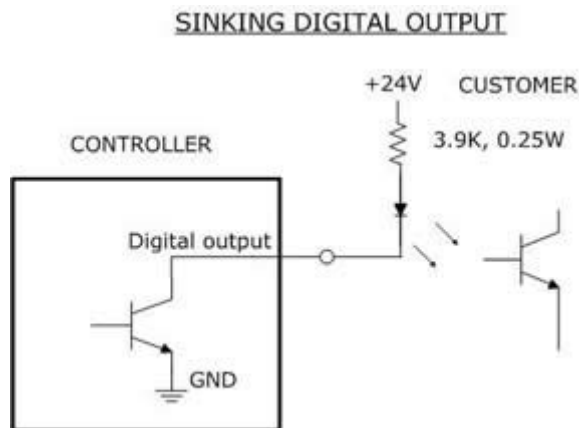 SINKING DIGITAL OUTPUT
+24V CUSTOMER
3.9K, 0.25W
CONTROLLER
Digital output
GND